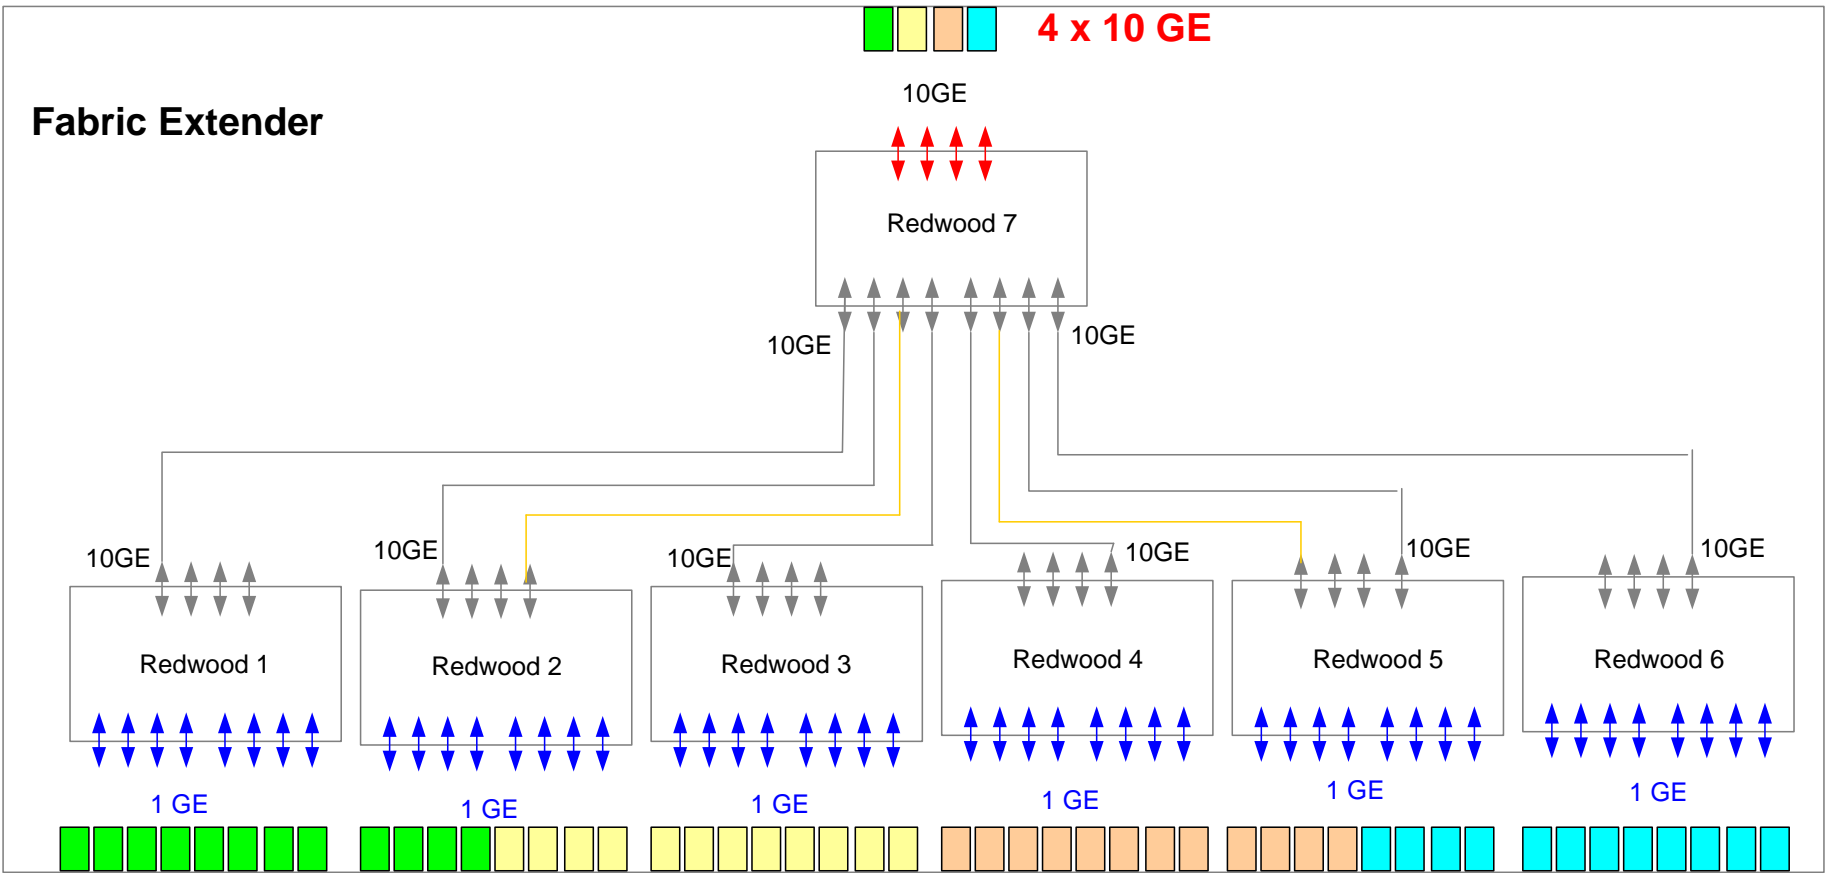 4 x 10 GE
10GE
Fabric Extender
Redwood 7
10GE
10GE
10GE
10GE
10GE
10GE
10GE
10GE
Redwood 1
Redwood 2
Redwood 3
Redwood 4
Redwood 5
Redwood 6
1 GE
1 GE
1 GE
1 GE
1 GE
1 GE